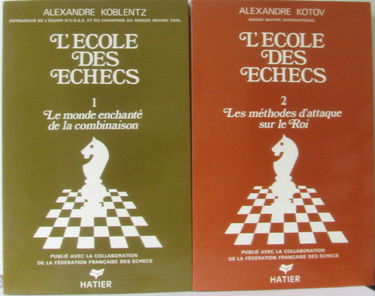 ALEXANDRE KOBLENTZ
ENTRAINEUR DE L'ÉQUIPE D'U.R.S.S. ET DU CHAMPION DU MONDE MICHEL TAHL
L'ECOLE
DES
ECHECS
1
Le monde enchanté
de la combinaison
PUBLIÉ AVEC LA COLLABORATION
DE LA FÉDÉRATION FRANÇAISE DES ECHECS
HATIER
ALEXANDRE KOTOV
GRAND MAITRE INTERNATIONAL
L'ECOLE
DES
ECHECS
2
Les méthodes d'attaque
sur le Roi
PUBLIÉ AVEC LA COLLABORATION
DE LA FÉDÉRATION FRANÇAISE DES ECHECS
HATIER